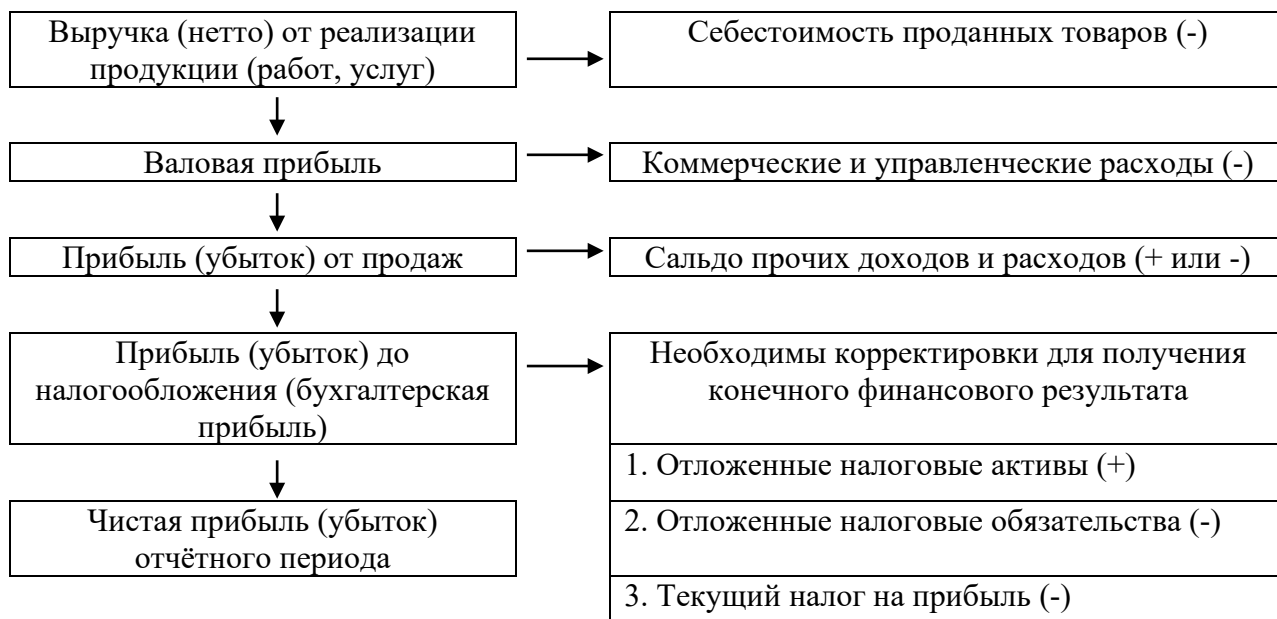 Выручка (нетто) от реализации
продукции (работ, услуг)
Себестоимость проданных товаров (-)
Валовая прибыль
Коммерческие и управленческие расходы (-)
Прибыль (убыток) от продаж
Сальдо прочих доходов и расходов (+ или -)
Прибыль (убыток) до
налогообложения (бухгалтерская
прибыль)
Необходимы корректировки для получения
конечного финансового результата
1. Отложенные налоговые активы (+)
Чистая прибыль (убыток)
отчётного периода
2. Отложенные налоговые обязательства (-)
3. Текущий налог на прибыль (-)